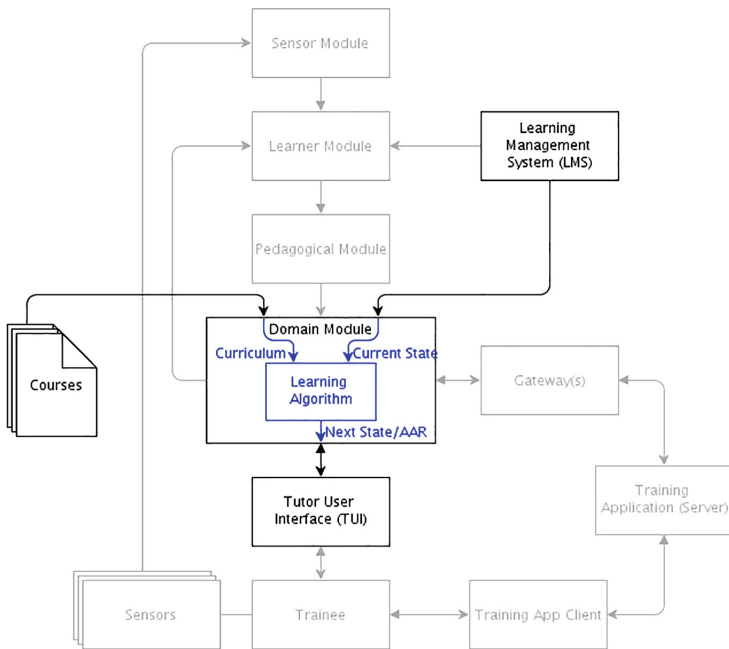 Sensor Module
Learner Module
Learning
Management
System (LMS)
Pedagogical Module
Domain Module
Curriculum
Current State
Courses
Learning
Algorithm
Gateway(s)
Next State/AAR
Tutor User
Interface (TUI)
Training
Application (Server)
Sensors
Trainee
Training App Client